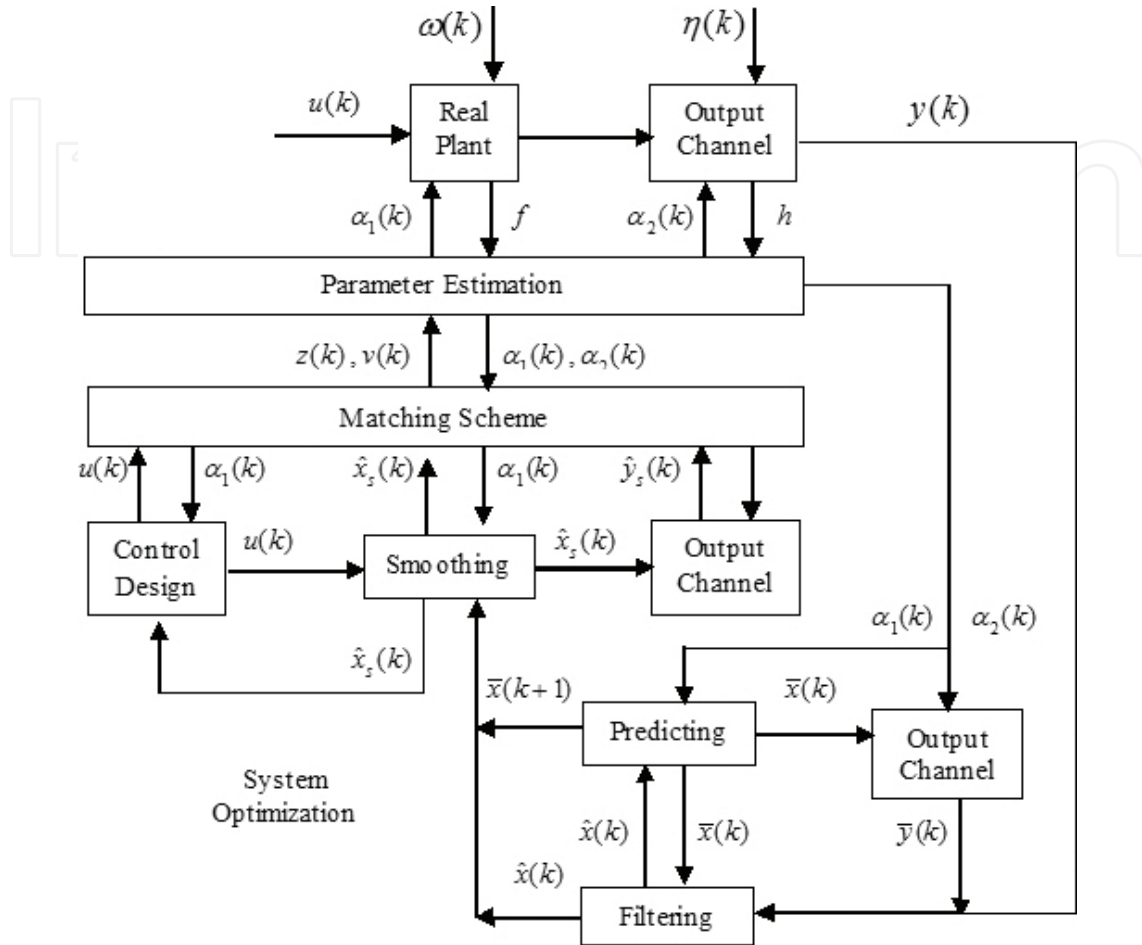 ω(k)
η(k)
u(k)
Real
Plant
Output
Channel
y(k)
α₁(k)
f
α₂(k)
h
Parameter Estimation
z(k) , v(k)
α₁(k) , α₂(k)
Matching Scheme
u(k)
α₁(k)
x̂ₛ(k)
α₁(k)
ŷₛ(k)
Control
Design
u(k)
Smoothing
x̂ₛ(k)
Output
Channel
x̂ₛ(k)
α₁(k)
α₂(k)
x̄(k+1)
Predicting
x̄(k)
Output
Channel
System
Optimization
x̂(k)
x̄(k)
ȳ(k)
x̂(k)
Filtering